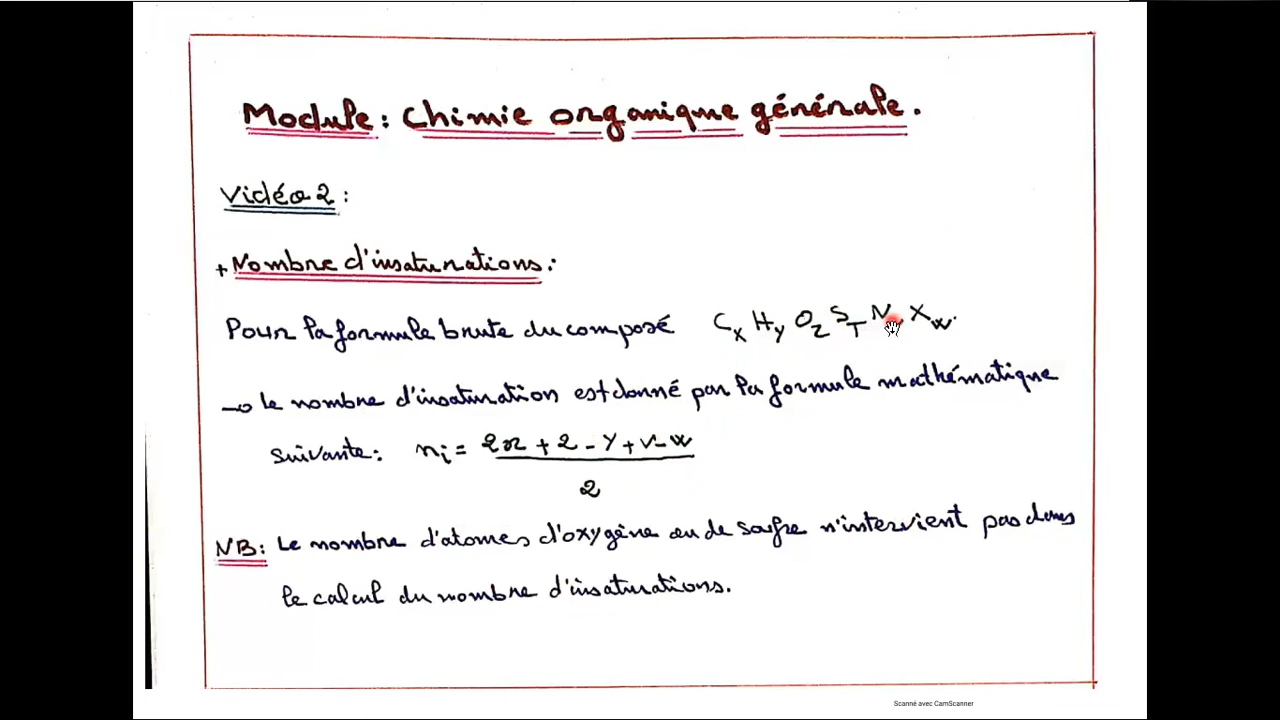 Module: Chimie organique générale.
Vidéo 2:
+ Nombre d'insaturations:
Pour la formule brute du composé CₓHᵧO_zS_TN_vX_w.
→ le nombre d'insaturation est donné par la formule mathématique
suivante: nᵢ = 2x + 2 - y + v - w
2
NB: Le nombre d'atomes d'oxygène ou de soufre n'intervient pas dans
le calcul du nombre d'insaturations.
Scanné avec CamScanner